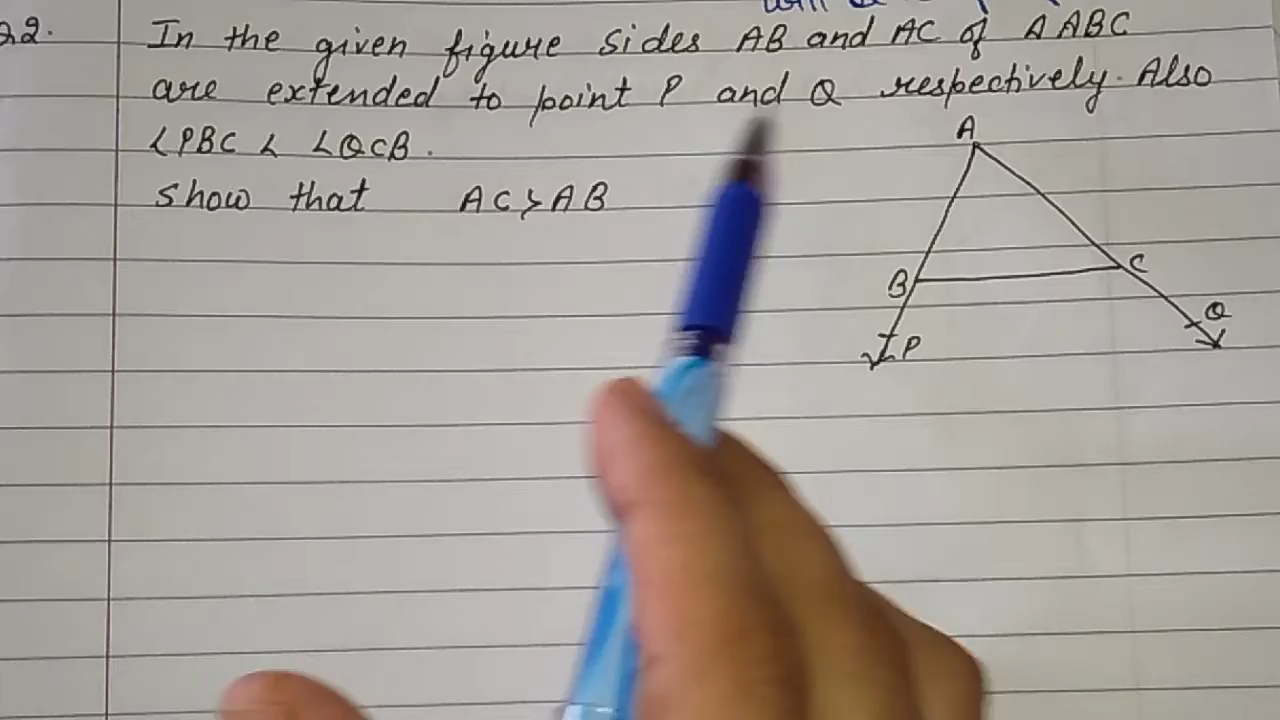 22.
In the given figure sides AB and AC of △ABC
are extended to point P and Q respectively. Also
∠PBC < ∠QCB.
show that AC > AB
A
B
C
P
Q